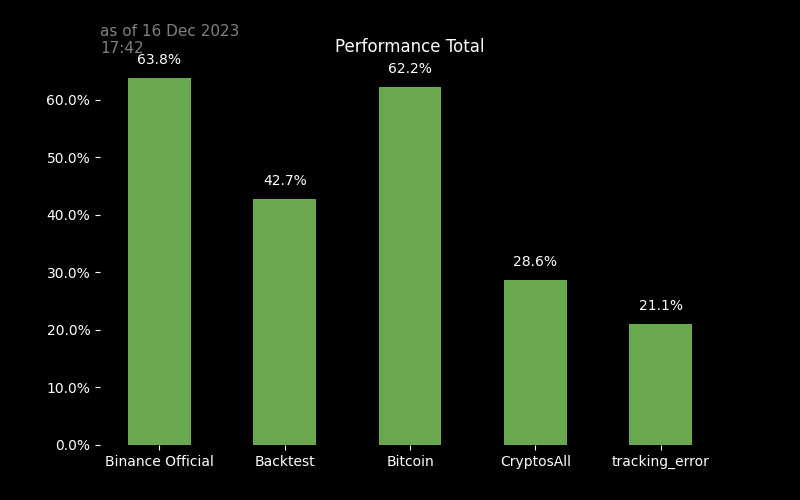 as of 16 Dec 2023
17:42
Performance Total
63.8%
42.7%
62.2%
28.6%
21.1%
60.0%
50.0%
40.0%
30.0%
20.0%
10.0%
0.0%
Binance Official
Backtest
Bitcoin
CryptosAll
tracking_error